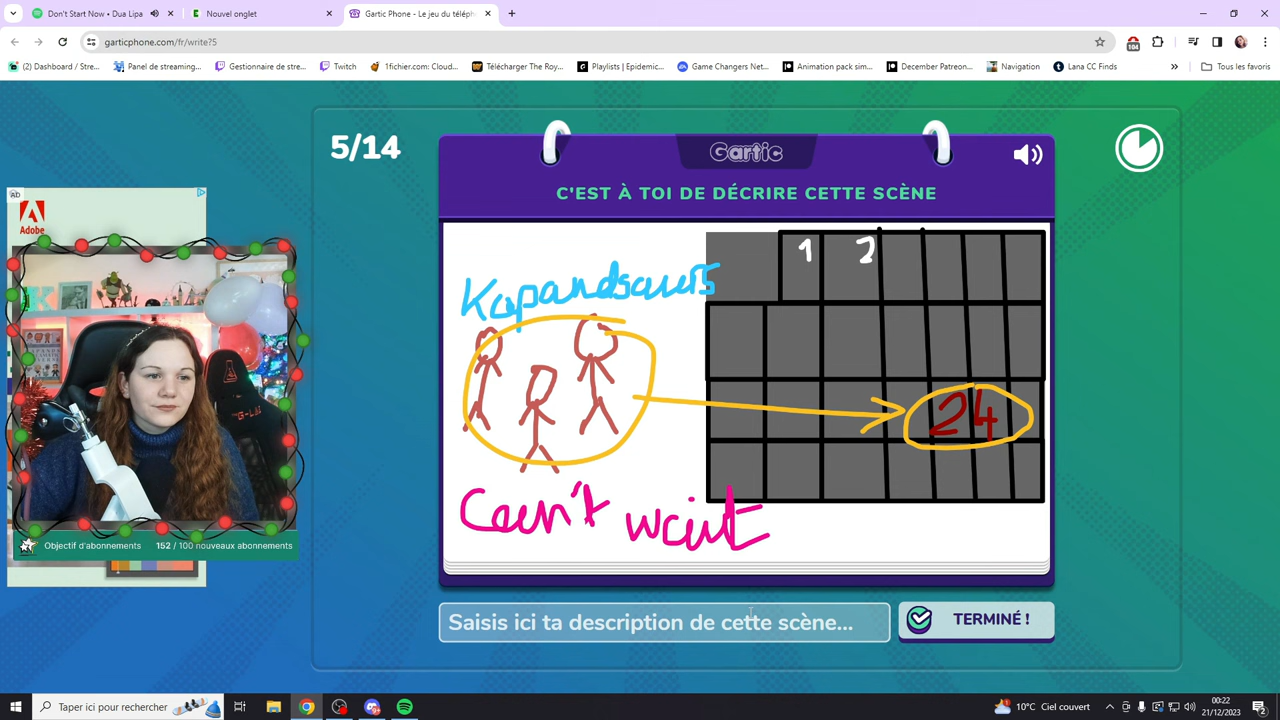 Don't Start Now • Dua Lipa
Nouvel onglet
Gartic Phone - Le jeu du téléph
garticphone.com/fr/write?5
104
(2) Dashboard / Stre...
Panel de streaming...
Gestionnaire de stre...
Twitch
1fichier.com: Cloud...
Télécharger The Roy...
Playlists | Epidemic...
Game Changers Net...
Animation pack sim...
December Patreon...
Navigation
Lana CC Finds
Tous les favoris
5/14
Gartic
C'EST À TOI DE DÉCRIRE CETTE SCÈNE
Ad
Adobe
1 2
Kapandsaurs
24
Can't wait
Objectif d'abonnements 152 / 100 nouveaux abonnements
Saisis ici ta description de cette scène...
TERMINÉ !
Taper ici pour rechercher
10°C Ciel couvert
00:22
21/12/2023
2